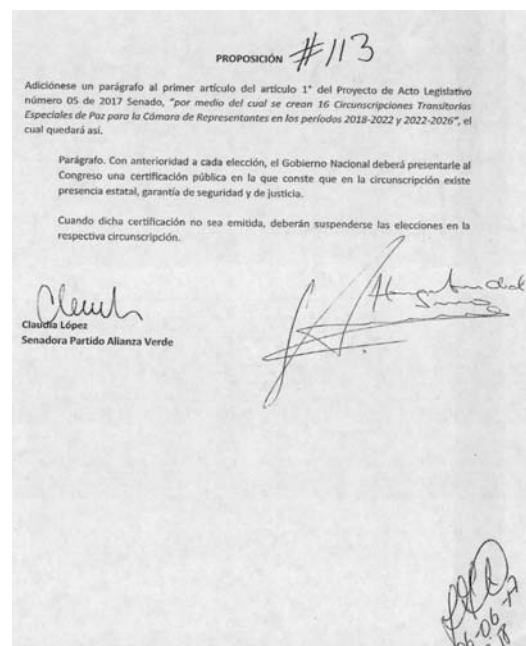 PROPOSICIÓN #113
Adiciónese un parágrafo al primer artículo del artículo 1° del Proyecto de Acto Legislativo
número 05 de 2017 Senado, "por medio del cual se crean 16 Circunscripciones Transitorias
Especiales de Paz para la Cámara de Representantes en los períodos 2018-2022 y 2022-2026", el
cual quedará así.
Parágrafo. Con anterioridad a cada elección, el Gobierno Nacional deberá presentarle al
Congreso una certificación pública en la que conste que en la circunscripción existe
presencia estatal, garantía de seguridad y de justicia.
Cuando dicha certificación no sea emitida, deberán suspenderse las elecciones en la
respectiva circunscripción.
Claudia López
Senadora Partido Alianza Verde